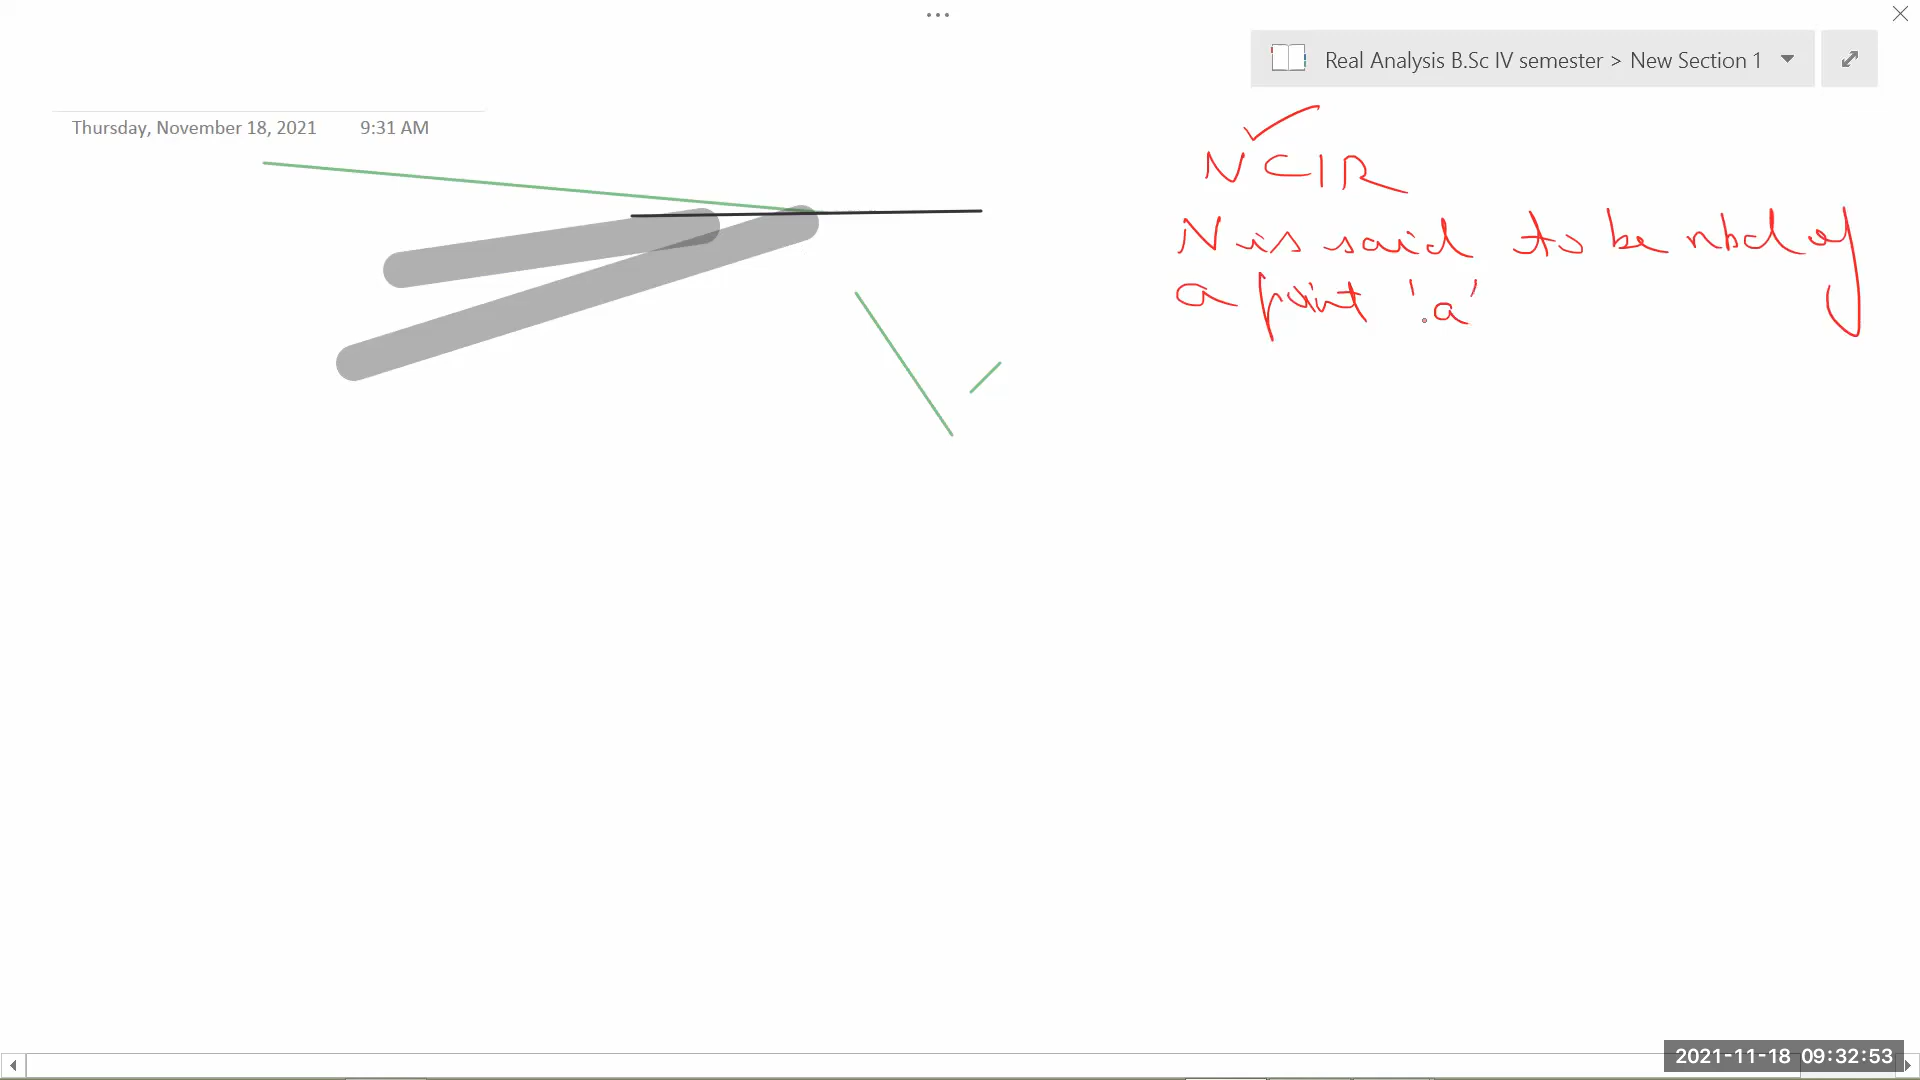 Real Analysis B.Sc IV semester > New Section 1
Thursday, November 18, 2021 9:31 AM
N ⊂ IR
N is said to be nbd of
a point 'a'
2021-11-18 09:32:53